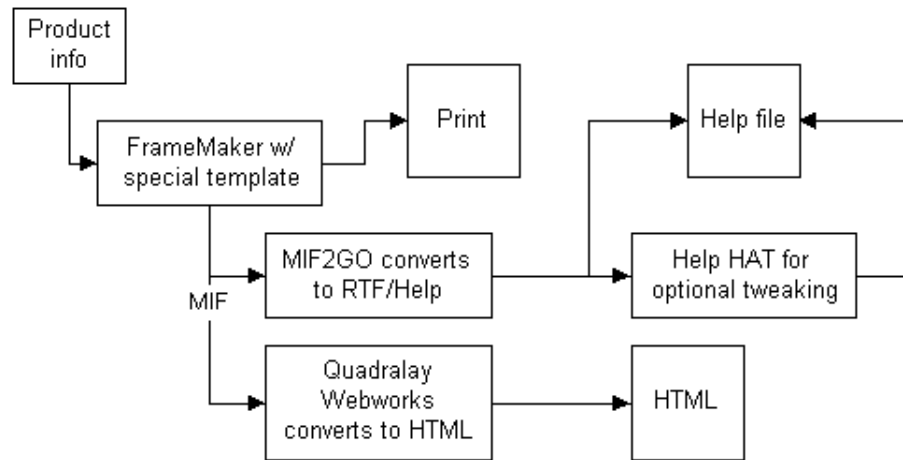 Product
info
FrameMaker w/
special template
Print
Help file
MIF2GO converts
to RTF/Help
Help HAT for
optional tweaking
MIF
Quadralay
Webworks
converts to HTML
HTML